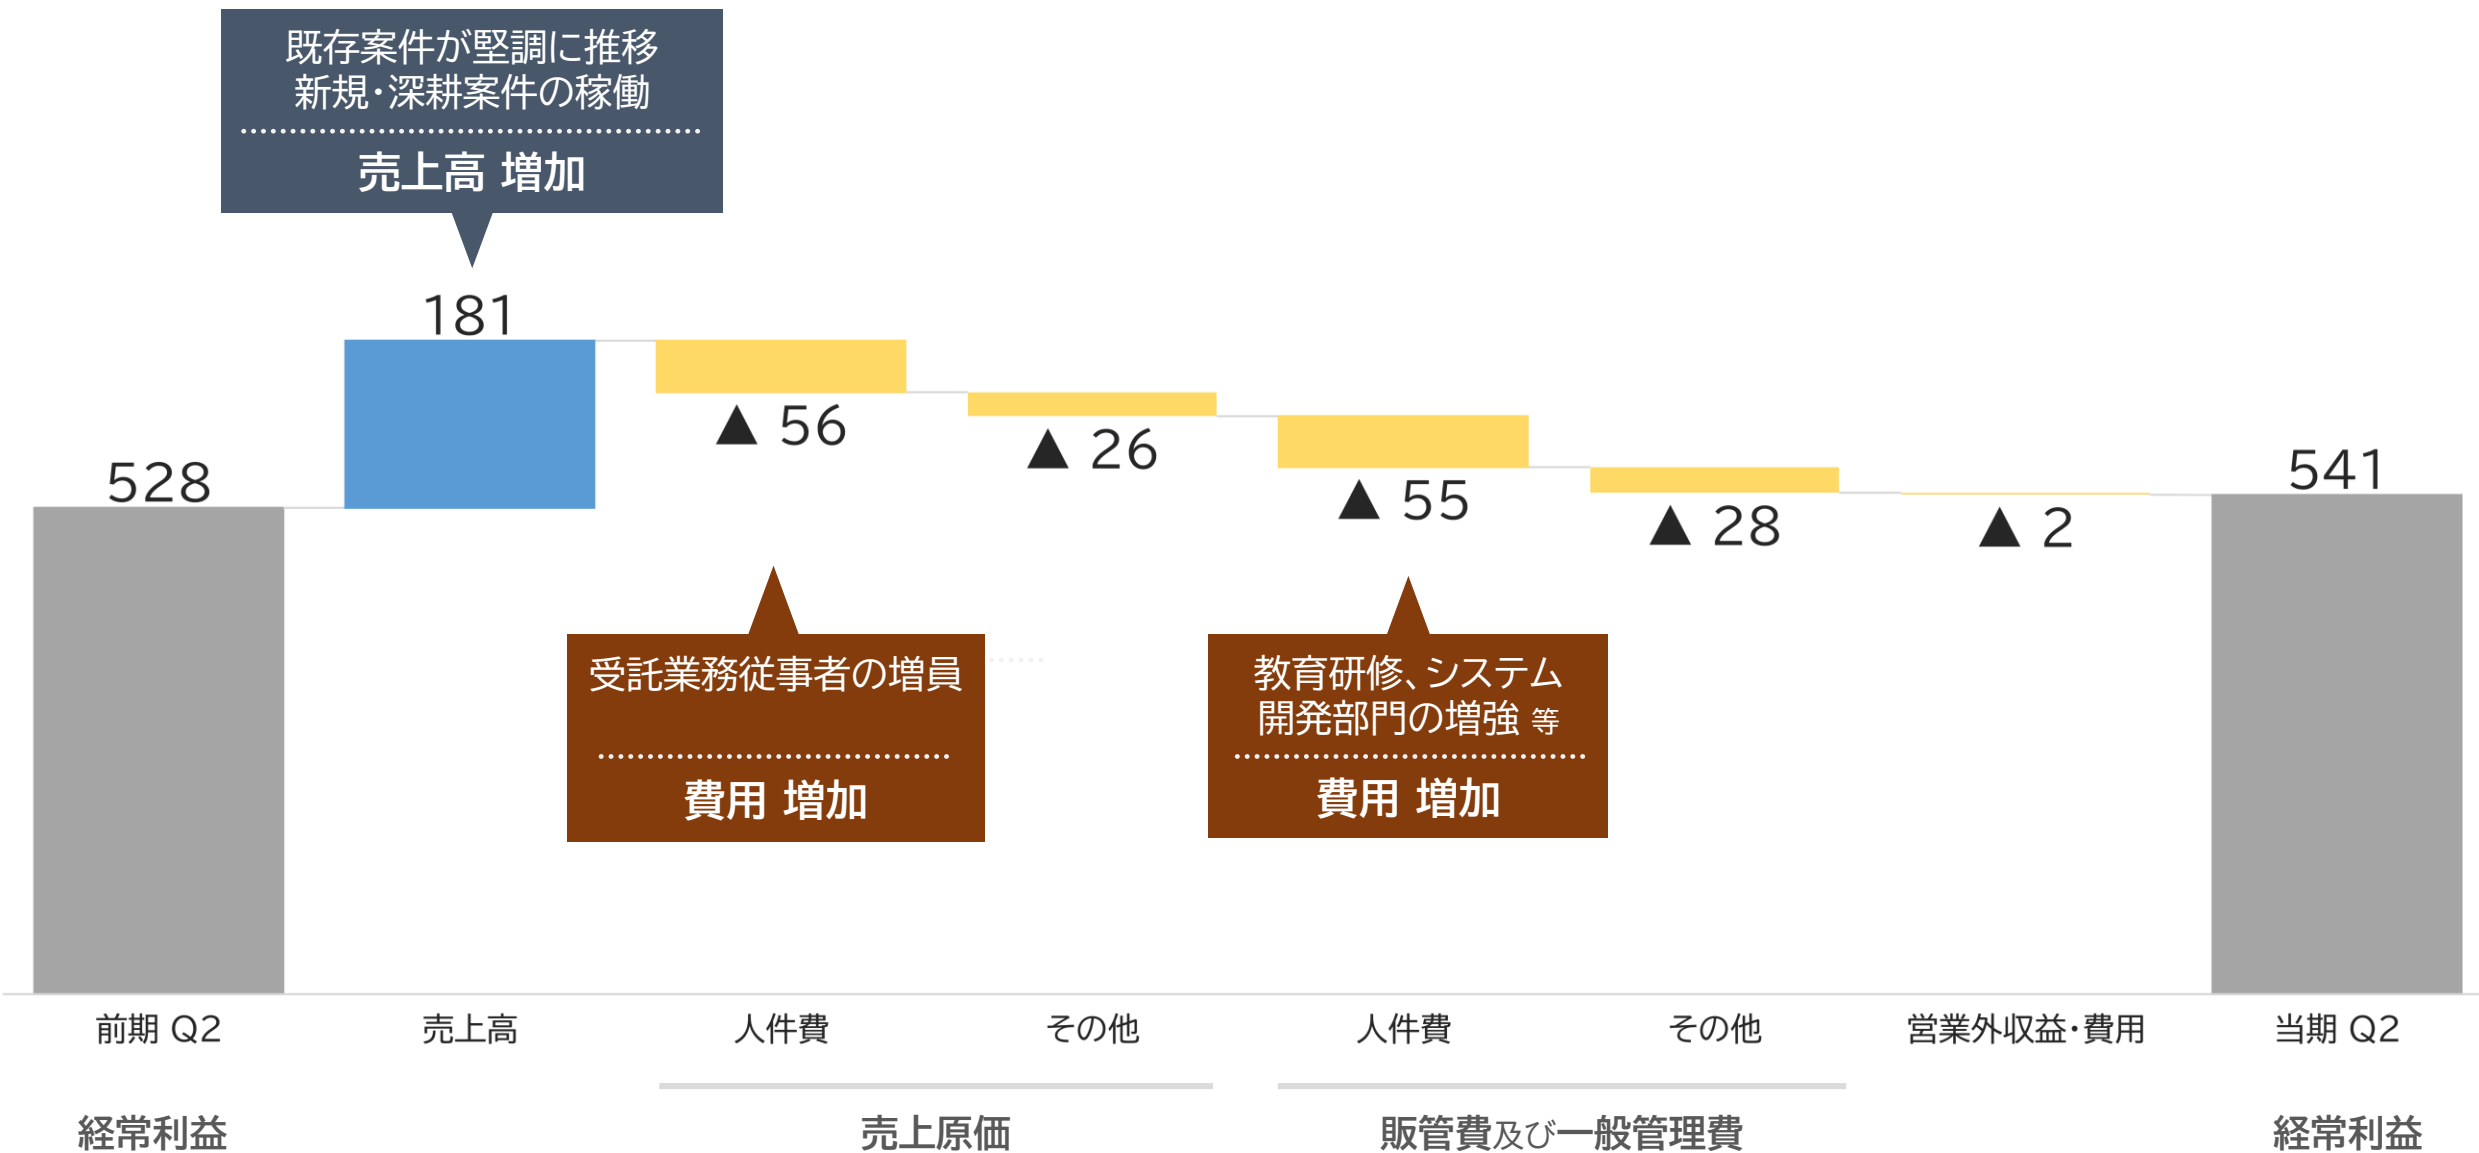 既存案件が堅調に推移
新規・深耕案件の稼働
売上高 増加
181
528
▲ 56
▲ 26
▲ 55
▲ 28
▲ 2
541
受託業務従事者の増員
費用 増加
教育研修、システム
開発部門の増強 等
費用 増加
前期 Q2
売上高
人件費
その他
人件費
その他
営業外収益・費用
当期 Q2
経常利益
売上原価
販管費及び一般管理費
経常利益